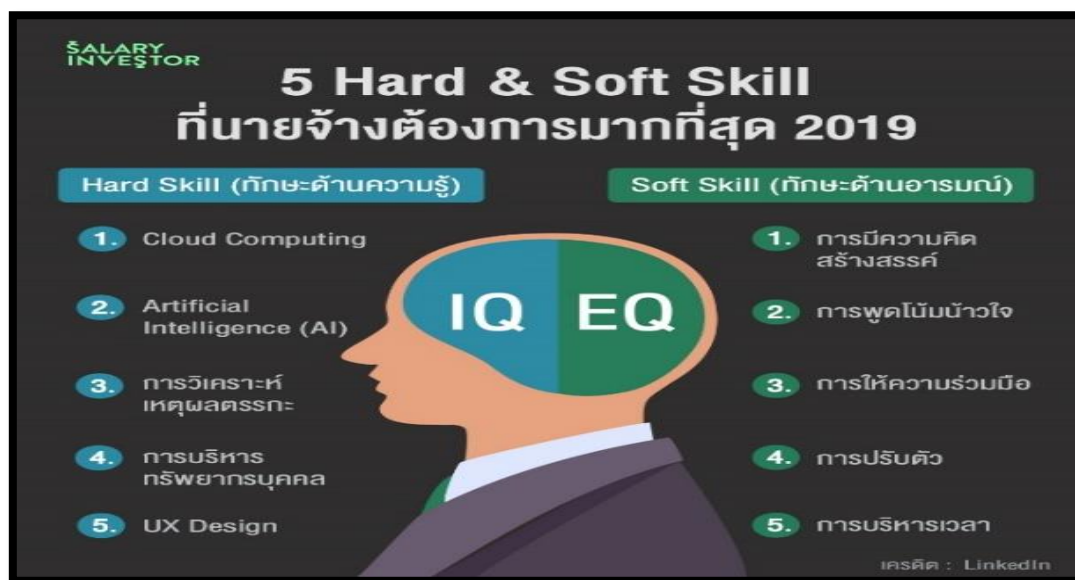 SALARY
INVESTOR
5 Hard & Soft Skill
ที่นายจ้างต้องการมากที่สุด 2019
Hard Skill (ทักษะด้านความรู้)
1. Cloud Computing
2. Artificial
Intelligence (AI)
3. การวิเคราะห์
เหตุผลตรรกะ
4. การบริหาร
ทรัพยากรบุคคล
5. UX Design
IQ EQ
Soft Skill (ทักษะด้านอารมณ์)
1. การมีความคิด
สร้างสรรค์
2. การพูดโน้มน้าวใจ
3. การให้ความร่วมมือ
4. การปรับตัว
5. การบริหารเวลา
เครดิต : LinkedIn